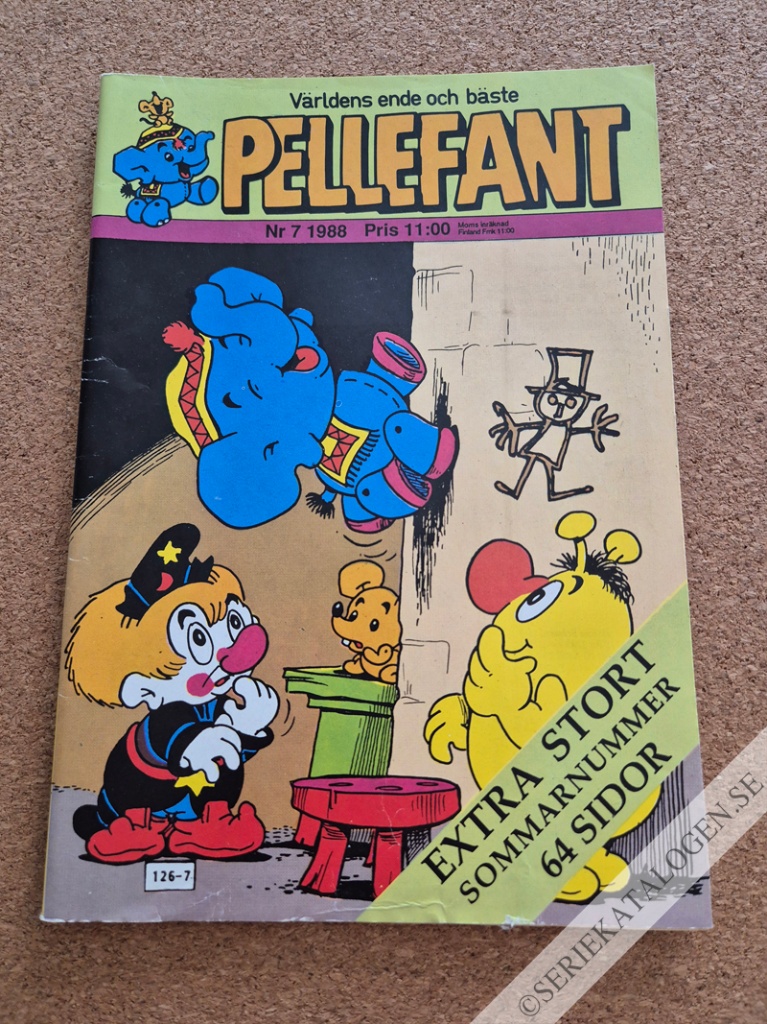 Världens ende och bäste
PELLEFANT
Nr 7 1988 Pris 11:00 Moms inräknad
Finland Fmk 11:00
EXTRA STORT
SOMMARNUMMER
64 SIDOR
126-7
©SERIEKATALOGEN.SE